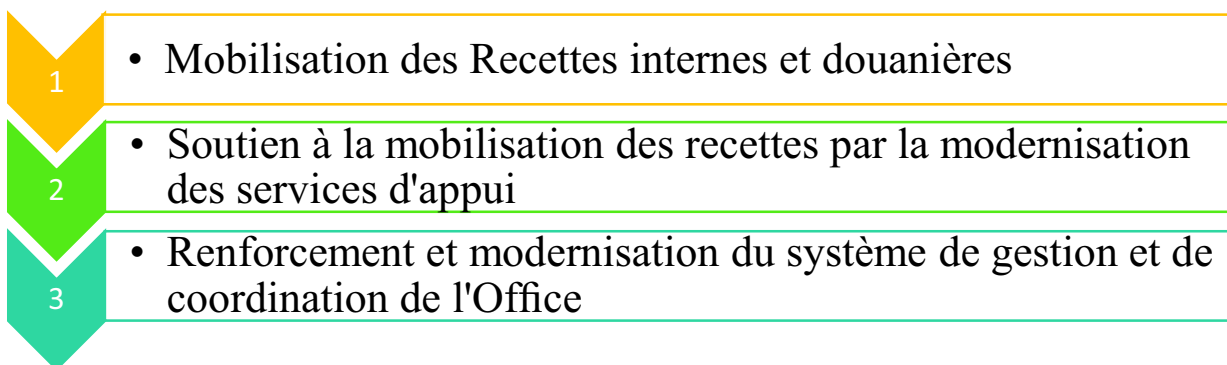 1
• Mobilisation des Recettes internes et douanières
2
• Soutien à la mobilisation des recettes par la modernisation
des services d'appui
3
• Renforcement et modernisation du système de gestion et de
coordination de l'Office